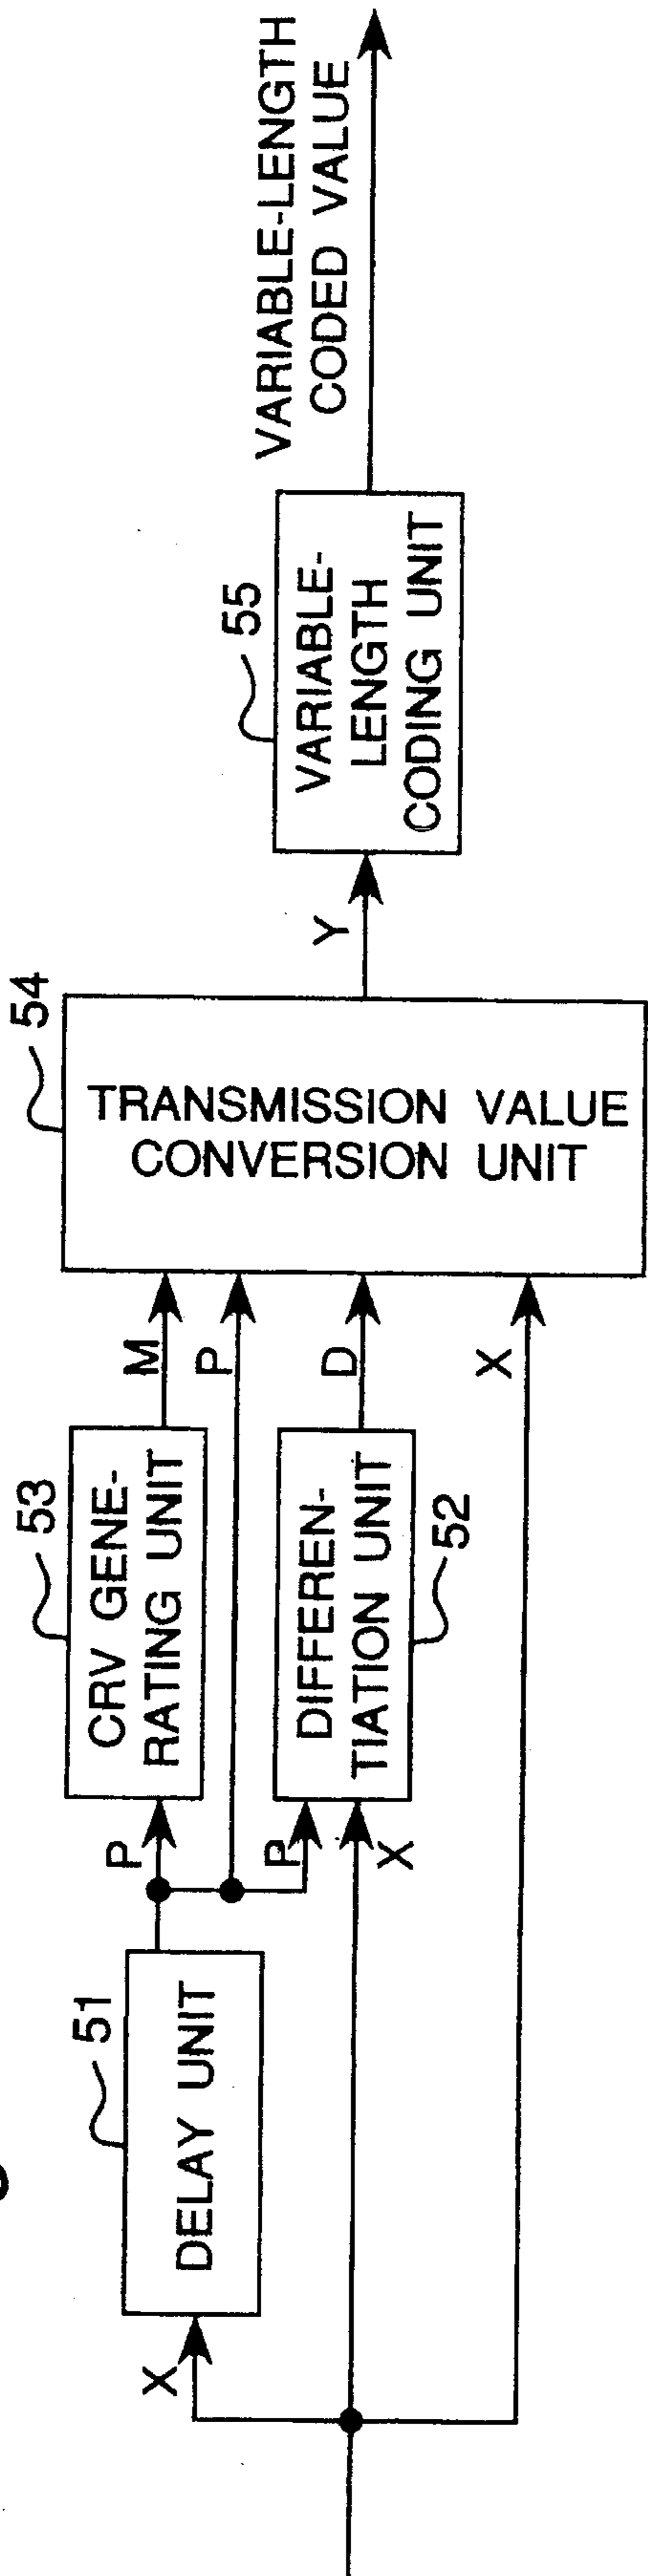 X
51
DELAY UNIT
P
P
X
53
CRV GENE-
RATING UNIT
DIFFEREN-
TIATION UNIT
52
M
P
D
X
54
TRANSMISSION VALUE
CONVERSION UNIT
Y
55
VARIABLE-
LENGTH
CODING UNIT
VARIABLE-LENGTH
CODED VALUE